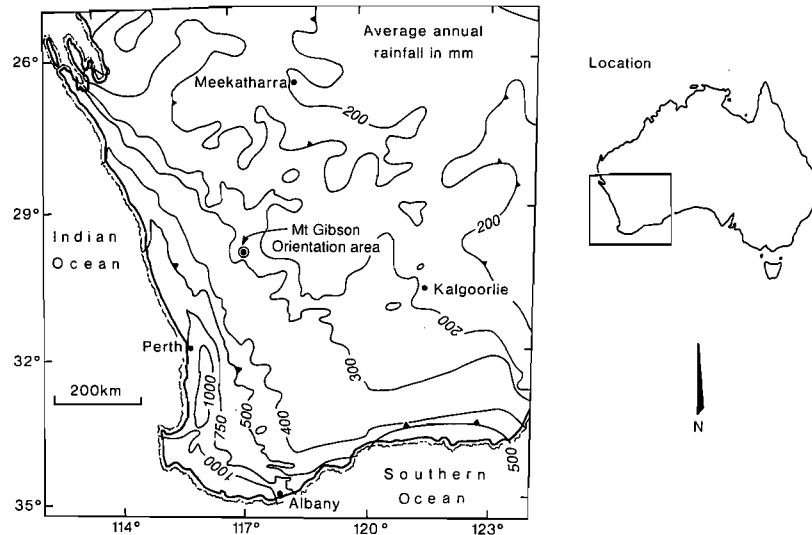 Average annual
rainfall in mm
Location
26°
Meekatharra
200
29°
Mt Gibson
Orientation area
200
Indian
Ocean
Kalgoorlie
200
Perth
32°
300
200km
1000
750
500
400
1000
500
Southern
Ocean
Albany
35°
114°
117°
120°
123°
N